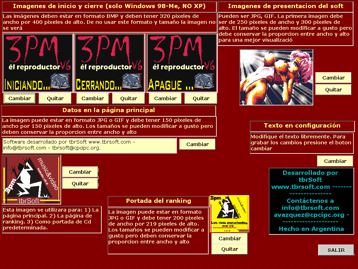 Imagenes de inicio y cierre (solo Windows 98-Me, NO XP)
Las imágenes deben estar en formato BMP y deben tener 320 pixeles de
ancho por 400 pixeles de alto. De no usar este formato y tamaño la imagen no
se verá
3PM
el reproductor
V6
INICIANDO...
3PM
el reproductor
V6
CERRANDO...
3PM
el reproductor
V6
APAGUE ...
Cambiar
Quitar
Cambiar
Quitar
Cambiar
Quitar
Imagenes de presentacion del soft
Pueden ser JPG, GIF. La primera imagen debe
ser de 250 pixeles de ancho por 250 de alto
Los tamaños se pueden modificar a gusto pero
debe conservar la proporcion entre ancho y alto
para una mejor visualizació
Cambiar
Quitar
Datos en la página principal
La imagen puede estar en formato JPG o GIF y debe tener 150 pixeles de
ancho por 150 pixeles de alto. Los tamaños se pueden modificar a gusto pero
deben conservar la proporcion entre ancho y alto
Software desarrollado por tbrSoft. www.tbrsoft.com -
info@tbrsoft.com - tbrsoft@cpcipc.org).
Cambiar
tbrSoft
Cambiar
Quitar
Esta imagen se utilizara para: 1) La
página principal. 2) La página de
ranking. 3) Como portada de Cd
predeterminada.
Portada del ranking
La imagen puede estar en formato
JPG o GIF y debe tener 200 pixeles
de ancho por 219 pixeles de alto.
Los tamaños se pueden modificar a
gusto pero deben conservar la
proporcion entre ancho y alto
Cambiar
Quitar
Texto en configuración
Modifique el texto libremente. Para
grabar los cambios presione el boton
cambiar
Desarrollado por
tbrSoft
www.tbrsoft.com -------
----------------
Contáctenos a
info@tbrsoft.com
avazquez@cpcipc.org
----------------
Hecho en Argentina
Cambiar
SALIR